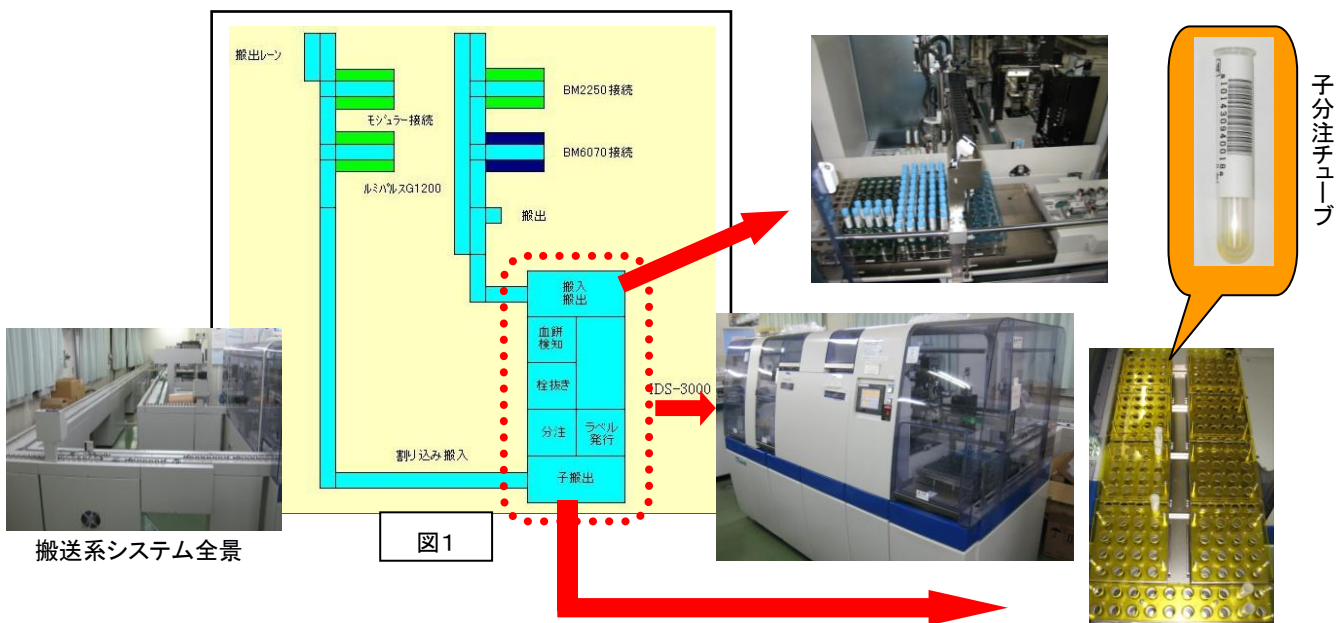 搬出レーン
モジュラー接続
ルミパルスG1200
BM2250接続
BM6070接続
搬出
搬入
搬出
血餅
検知
栓抜き
分注
ラベル
発行
子搬出
割り込み搬入
IDS-3000
図1
搬送系システム全景
子分注チューブ
a101430940018a